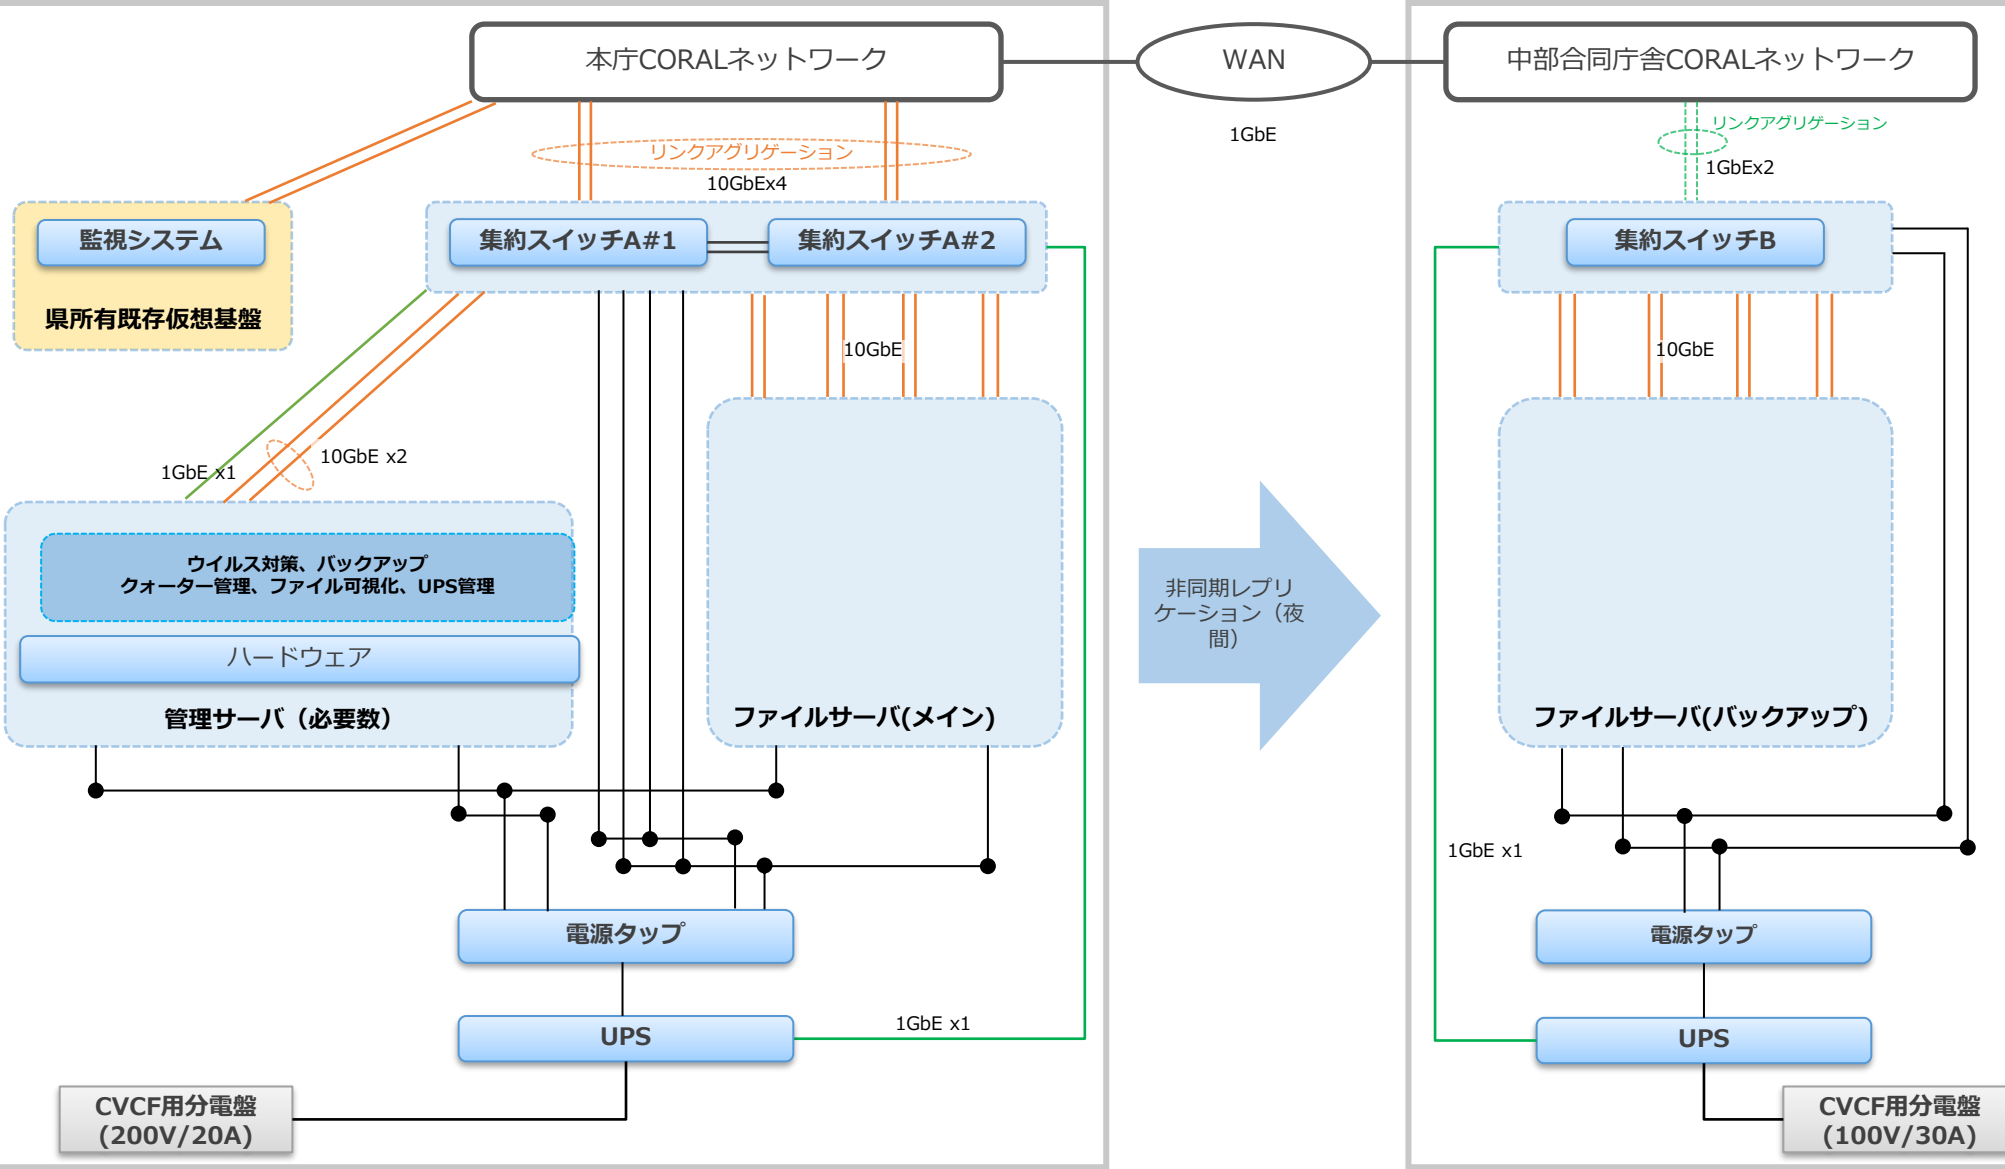 本庁CORALネットワーク
WAN
中部合同庁舎CORALネットワーク
1GbE
リンクアグリゲーション
10GbEx4
リンクアグリゲーション
1GbEx2
監視システム
県所有既存仮想基盤
集約スイッチA#1
集約スイッチA#2
集約スイッチB
10GbE
10GbE
1GbE x1
10GbE x2
ウイルス対策、バックアップ
クォーター管理、ファイル可視化、UPS管理
ハードウェア
管理サーバ（必要数）
ファイルサーバ(メイン)
非同期レプリ
ケーション（夜
間）
ファイルサーバ(バックアップ)
1GbE x1
電源タップ
電源タップ
UPS
1GbE x1
UPS
CVCF用分電盤
(200V/20A)
CVCF用分電盤
(100V/30A)